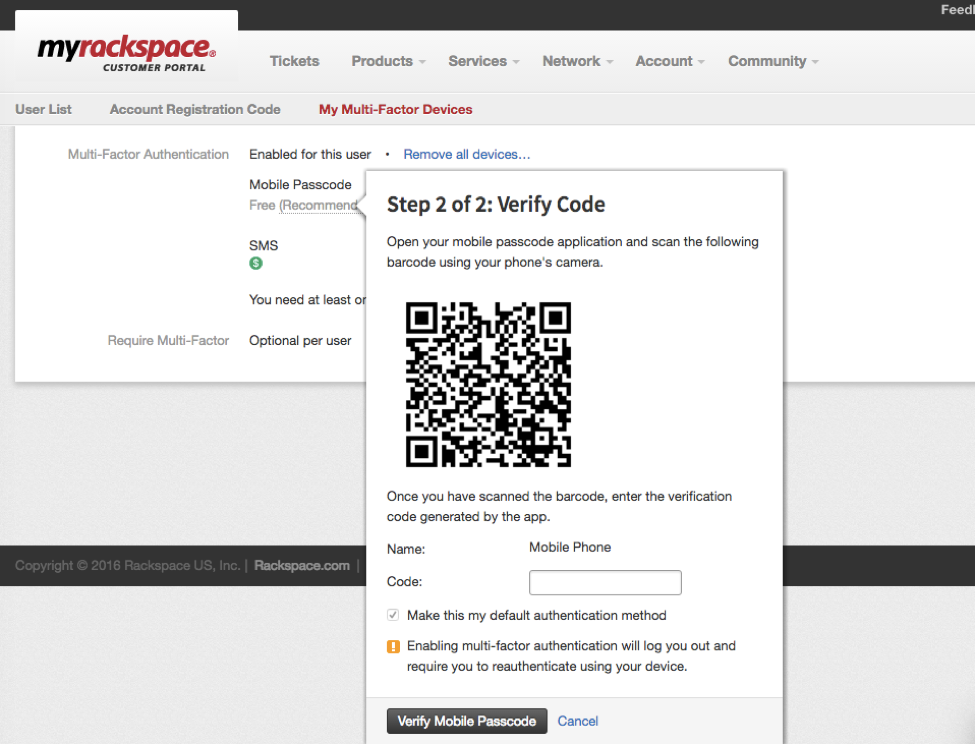 Feed
myrackspace®
CUSTOMER PORTAL
Tickets Products Services Network Account Community
User List Account Registration Code My Multi-Factor Devices
Multi-Factor Authentication Enabled for this user • Remove all devices...
Mobile Passcode
Free (Recommend
SMS
$
You need at least or
Require Multi-Factor Optional per user
Step 2 of 2: Verify Code
Open your mobile passcode application and scan the following
barcode using your phone's camera.
Once you have scanned the barcode, enter the verification
code generated by the app.
Name: Mobile Phone
Code:
Make this my default authentication method
Enabling multi-factor authentication will log you out and
require you to reauthenticate using your device.
Verify Mobile Passcode Cancel
Copyright © 2016 Rackspace US, Inc. | Rackspace.com |